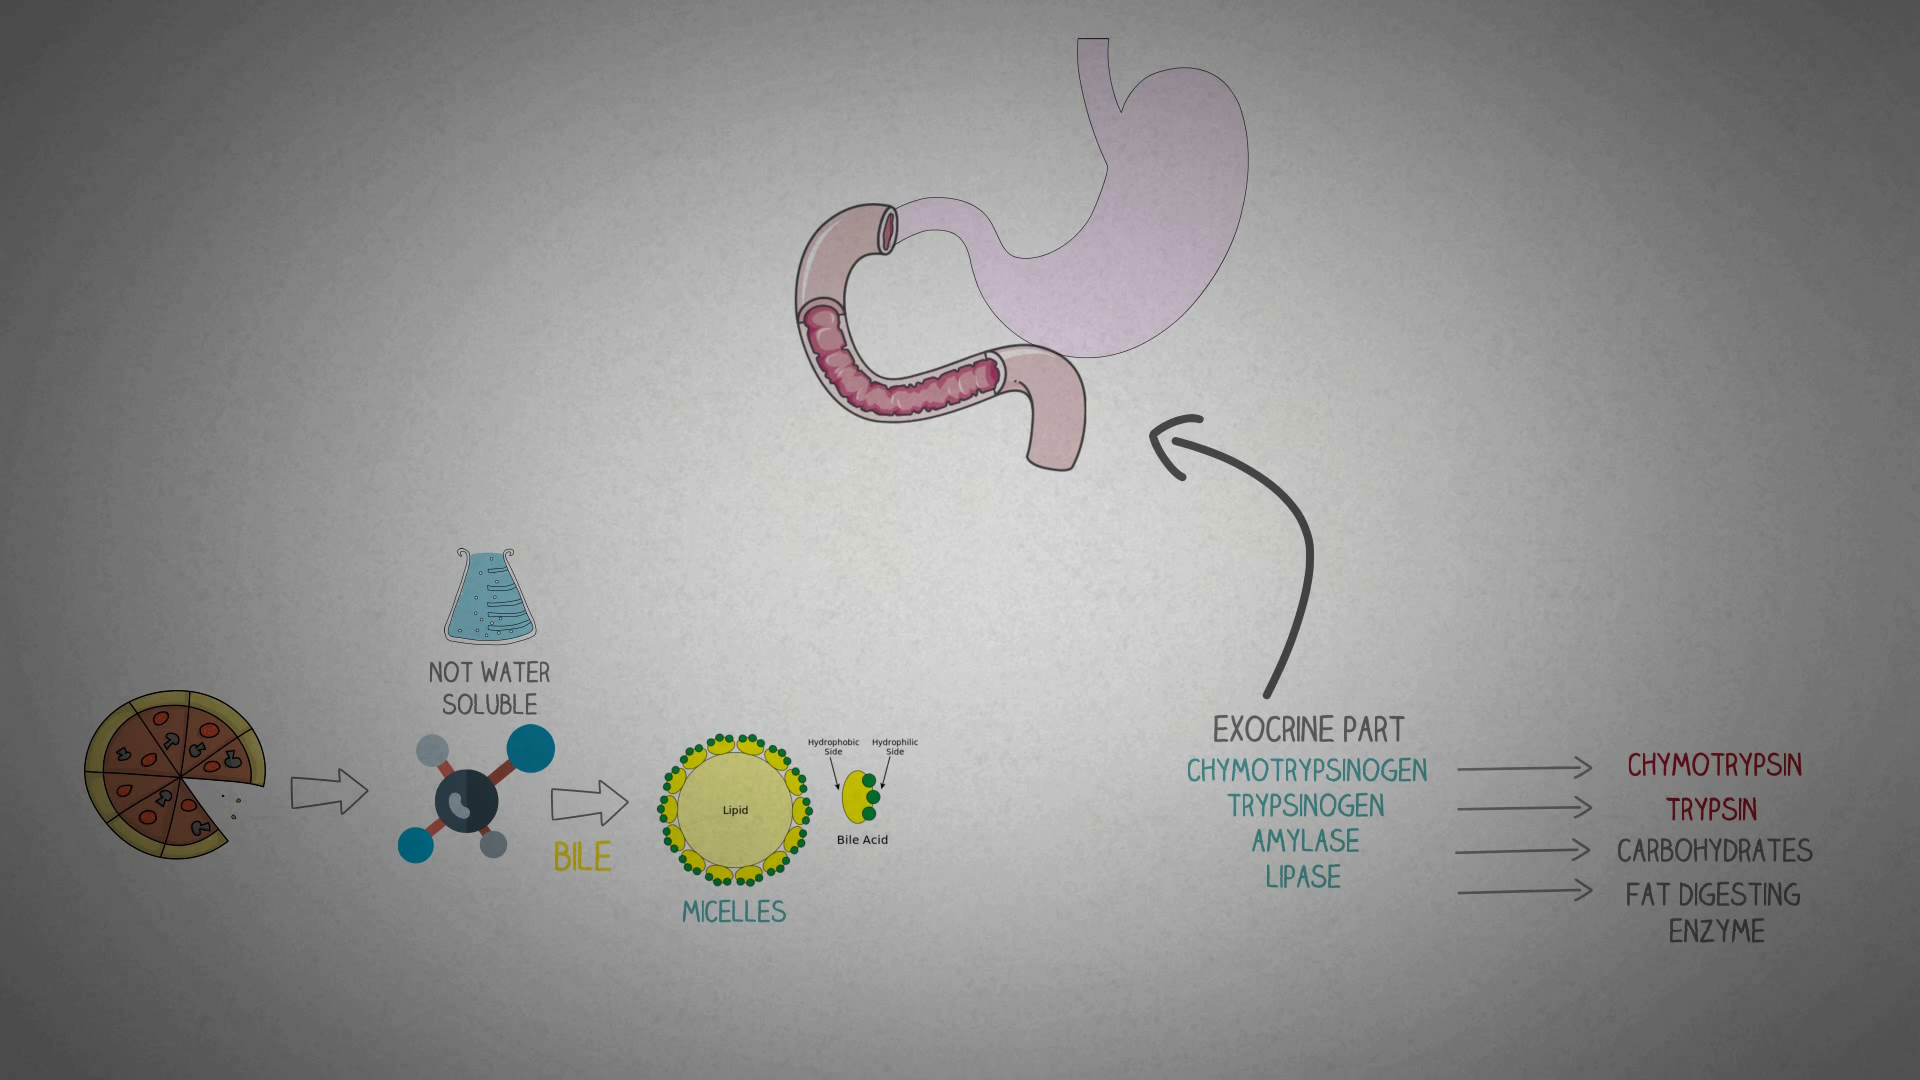 NOT WATER
SOLUBLE
BILE
Lipid
Hydrophobic
Side
Hydrophilic
Side
Bile Acid
MICELLES
EXOCRINE PART
CHYMOTRYPSINOGEN
TRYPSINOGEN
AMYLASE
LIPASE
CHYMOTRYPSIN
TRYPSIN
CARBOHYDRATES
FAT DIGESTING
ENZYME